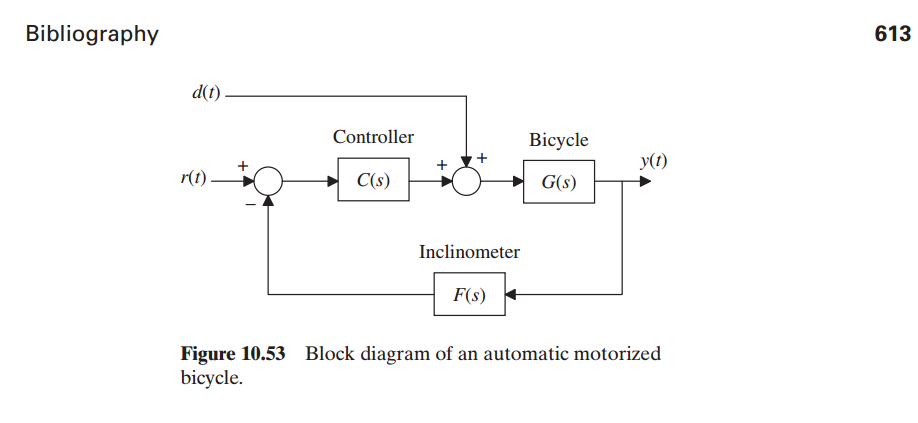 Bibliography 613
d(t)
Controller
Bicycle
r(t)
+
−
C(s)
+
+
G(s)
y(t)
Inclinometer
F(s)
Figure 10.53 Block diagram of an automatic motorized
bicycle.